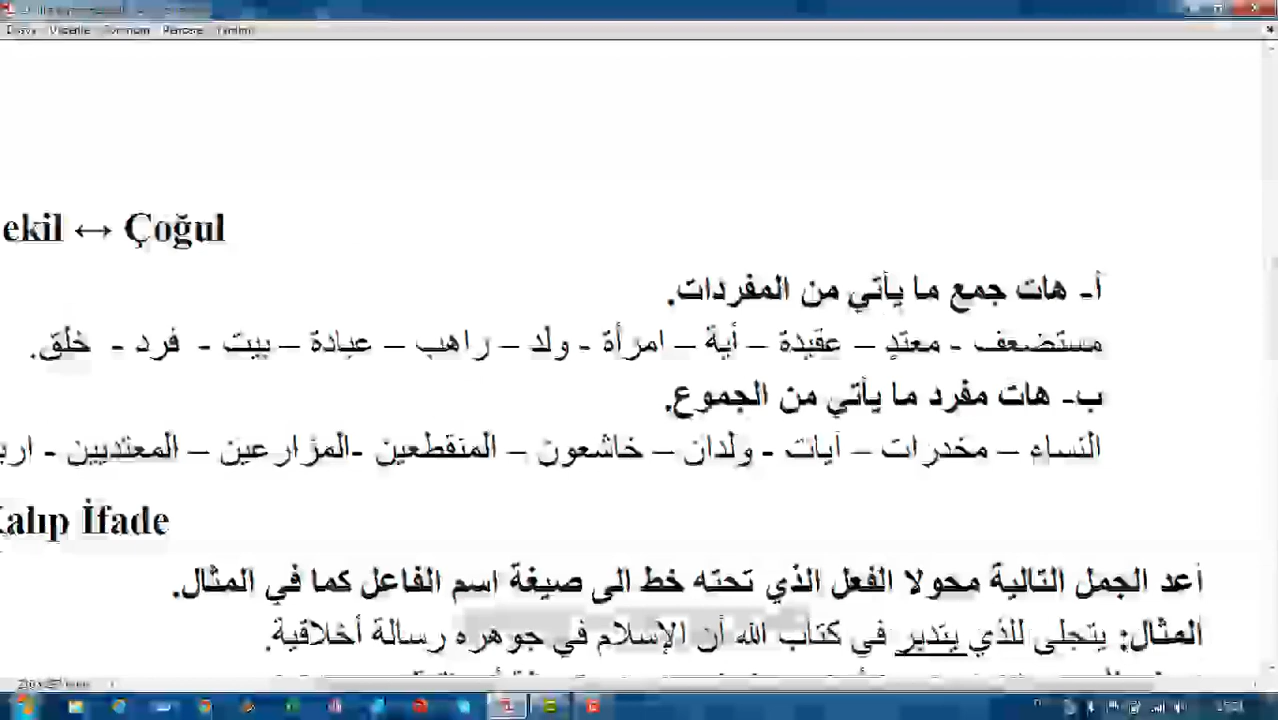 ekil ↔ Çoğul
أ- هات جمع ما يأتي من المفردات.
مستضعف - معتدٍ – عقيدة – أية – امرأة - ولد – راهب – عبادة – بيت - فرد - خلق.
ب- هات مفرد ما يأتي من الجموع.
النساء – مخدرات – آيات - ولدان – خاشعون – المنقطعين -المزارعين – المعتديين -
Kalıp İfade
أعد الجمل التالية محولا الفعل الذي تحته خط الى صيغة اسم الفاعل كما في المثال.
المثال: يتجلى للذي يتدبر في كتاب الله أن الإسلام في جوهره رسالة أخلاقية.